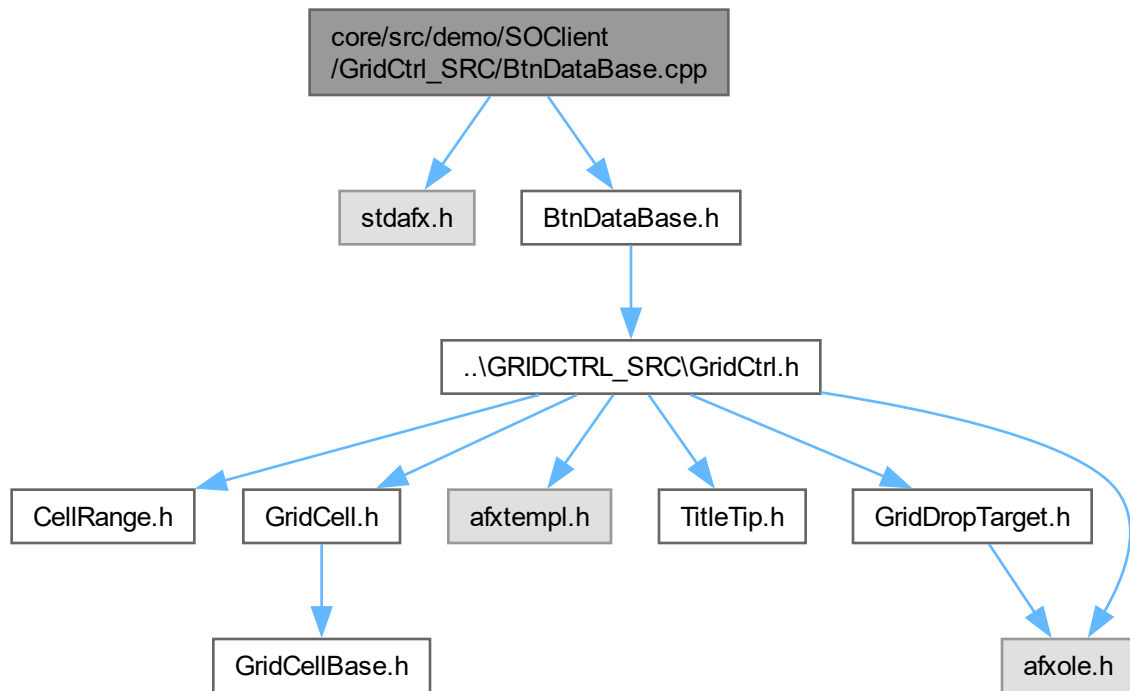 core/src/demo/SOClient
/GridCtrl_SRC/BtnDataBase.cpp
stdafx.h
BtnDataBase.h
..\GRIDCTRL_SRC\GridCtrl.h
CellRange.h
GridCell.h
afxtempl.h
TitleTip.h
GridDropTarget.h
GridCellBase.h
afxole.h